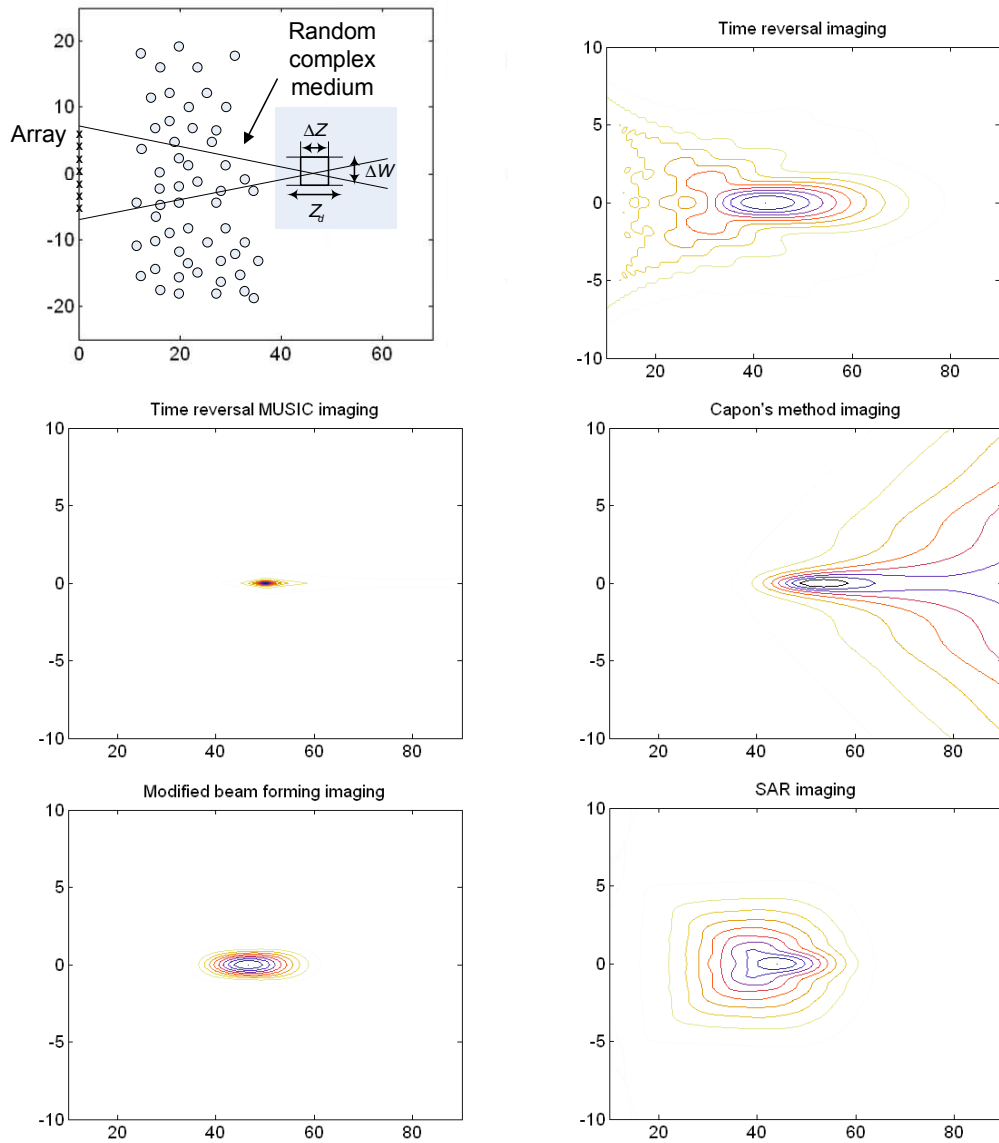 Random
complex
medium
Array
ΔZ
ΔW
Z_d
20
10
0
-10
-20
0 20 40 60
Time reversal imaging
10
5
0
-5
-10
20 40 60 80
Time reversal MUSIC imaging
10
5
0
-5
-10
20 40 60 80
Capon's method imaging
10
5
0
-5
-10
20 40 60 80
Modified beam forming imaging
10
5
0
-5
-10
20 40 60 80
SAR imaging
10
5
0
-5
-10
20 40 60 80